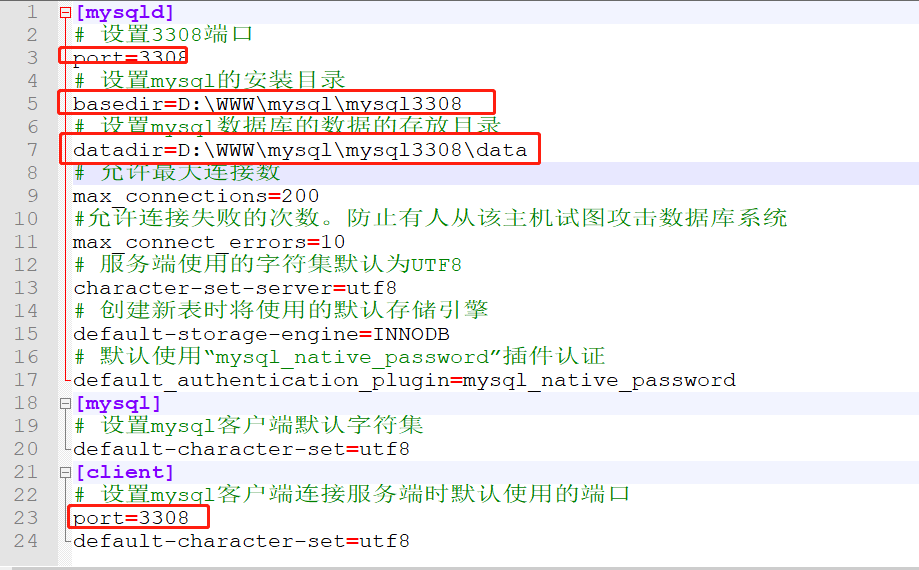 1 [mysqld]
2 # 设置3308端口
3 port=3308
4 # 设置mysql的安装目录
5 basedir=D:\WWW\mysql\mysql3308
6 # 设置mysql数据库的数据的存放目录
7 datadir=D:\WWW\mysql\mysql3308\data
8 # 允许最大连接数
9 max_connections=200
10 #允许连接失败的次数。防止有人从该主机试图攻击数据库系统
11 max_connect_errors=10
12 # 服务端使用的字符集默认为UTF8
13 character-set-server=utf8
14 # 创建新表时将使用的默认存储引擎
15 default-storage-engine=INNODB
16 # 默认使用“mysql_native_password”插件认证
17 default_authentication_plugin=mysql_native_password
18 [mysql]
19 # 设置mysql客户端默认字符集
20 default-character-set=utf8
21 [client]
22 # 设置mysql客户端连接服务端时默认使用的端口
23 port=3308
24 default-character-set=utf8